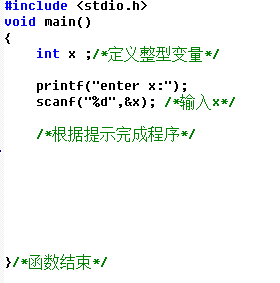 #include <stdio.h>
void main()
{
int x ;/*定义整型变量*/
printf("enter x:");
scanf("%d",&x); /*输入x*/
/*根据提示完成程序*/
}/*函数结束*/